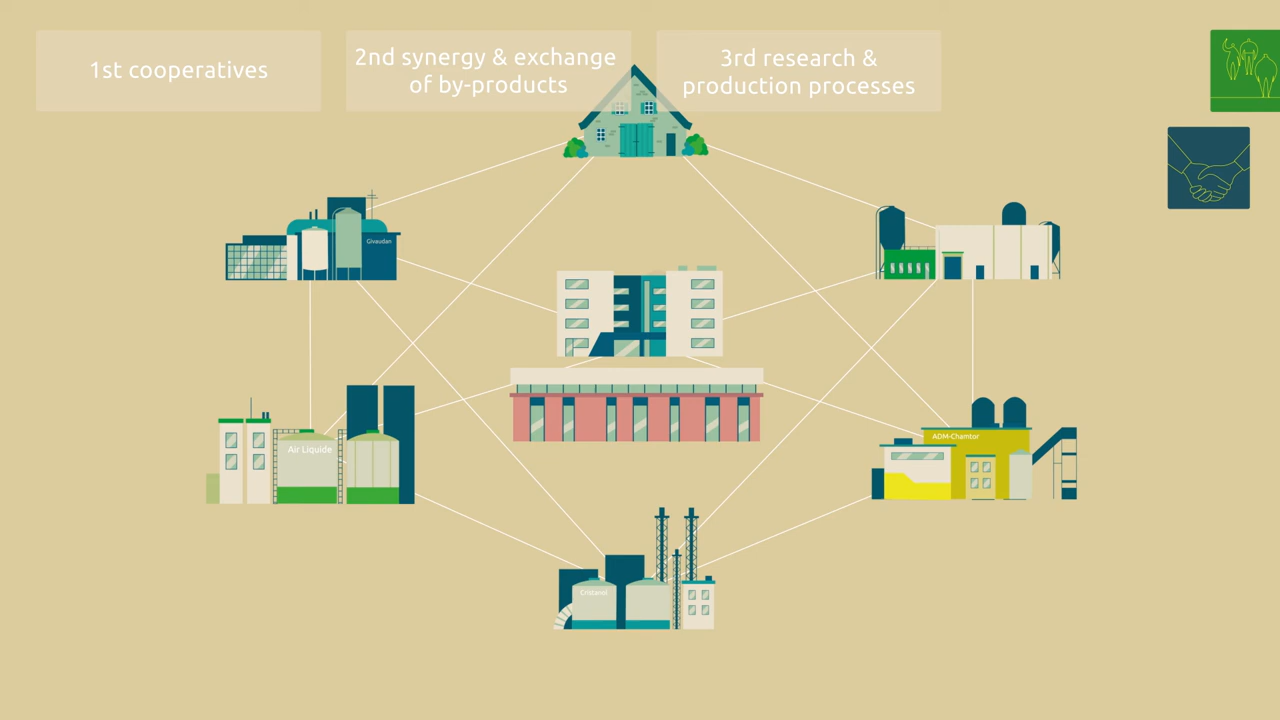 1st cooperatives
2nd synergy & exchange
of by-products
3rd research &
production processes
Givaudan
ADM-Chamtor
Air Liquide
Cristanol